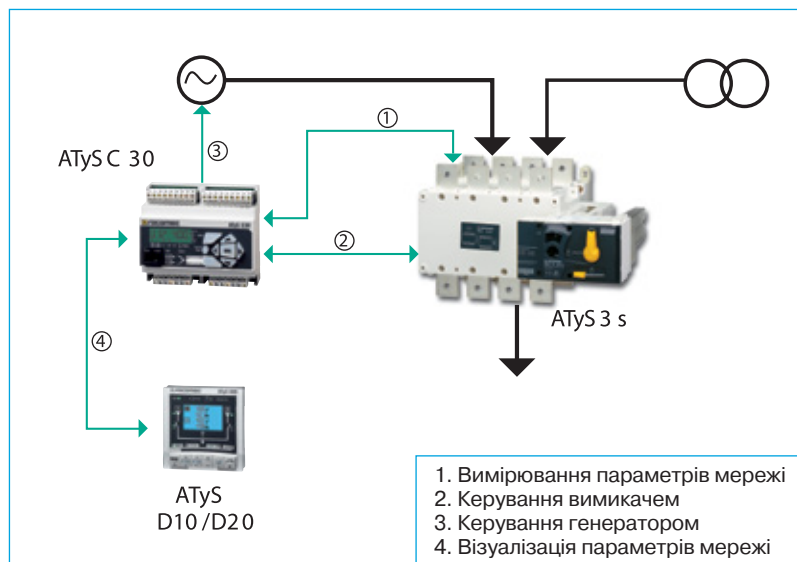 ①
③
ATyS C 30
②
ATyS 3 s
④
ATyS
D10 /D20
1. Вимірювання параметрів мережі
2. Керування вимикачем
3. Керування генератором
4. Візуалізація параметрів мережі